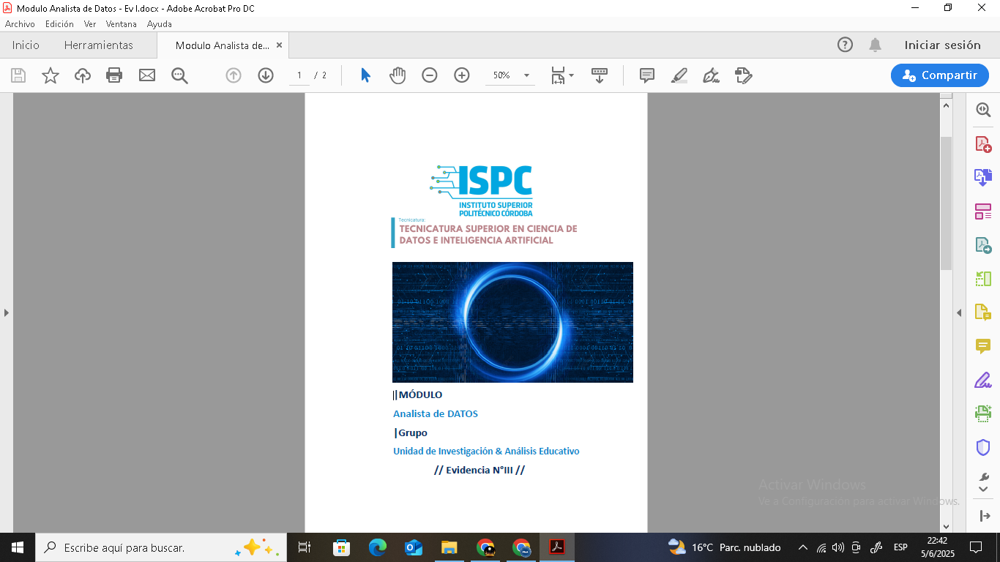 Modulo Analista de Datos - Ev I.docx - Adobe Acrobat Pro DC
Archivo Edición Ver Ventana Ayuda
Inicio Herramientas Modulo Analista de... × Iniciar sesión
1 / 2 50% Compartir
ISPC
INSTITUTO SUPERIOR
POLITÉCNICO CÓRDOBA
Tecnicatura:
TECNICATURA SUPERIOR EN CIENCIA DE
DATOS E INTELIGENCIA ARTIFICIAL
|MÓDULO
Analista de DATOS
|Grupo
Unidad de Investigación & Análisis Educativo
// Evidencia N°III //
Activar Windows
Ve a Configuración para activar Windows.
Escribe aquí para buscar.
16°C Parc. nublado ESP
22:42
5/6/2025